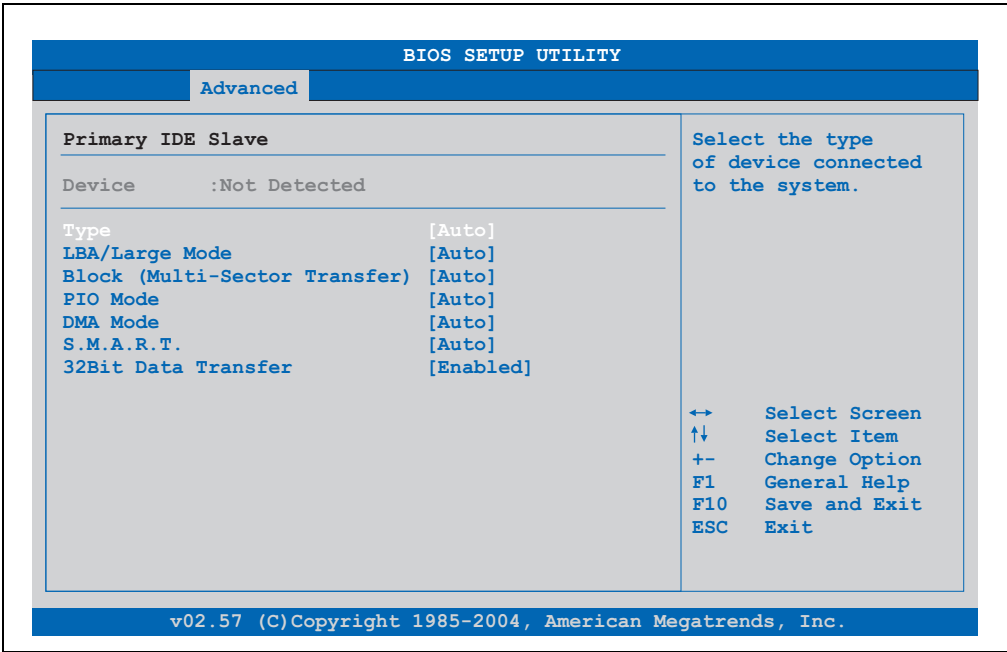 BIOS SETUP UTILITY
Advanced
Primary IDE Slave
Device :Not Detected
Type [Auto]
LBA/Large Mode [Auto]
Block (Multi-Sector Transfer) [Auto]
PIO Mode [Auto]
DMA Mode [Auto]
S.M.A.R.T. [Auto]
32Bit Data Transfer [Enabled]
Select the type
of device connected
to the system.
↔ Select Screen
↑↓ Select Item
+- Change Option
F1 General Help
F10 Save and Exit
ESC Exit
v02.57 (C)Copyright 1985-2004, American Megatrends, Inc.